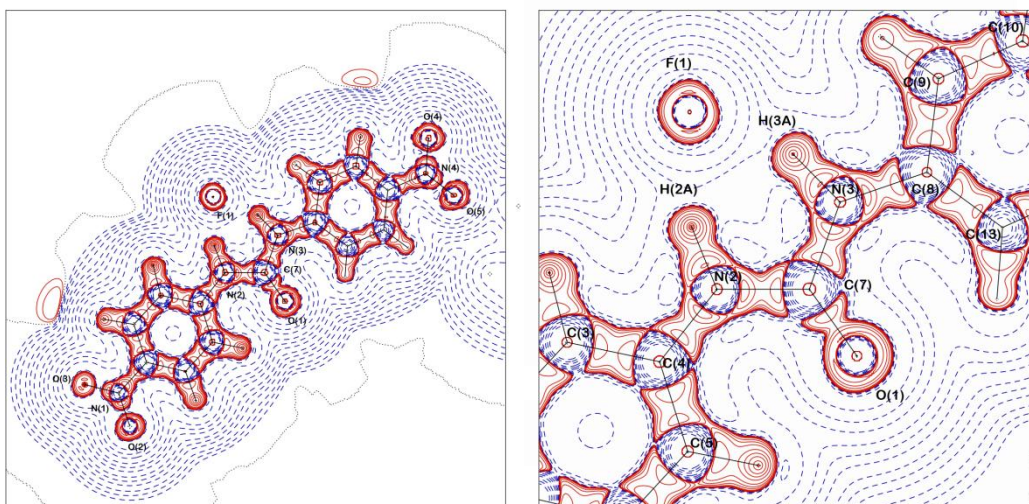 O(4)
N(4)
F(1)
O(5)
N(3)
C(7)
N(2)
O(1)
O(3)
N(1)
O(2)
C(10)
F(1)
C(9)
H(3A)
H(2A)
N(3)
C(8)
C(13)
N(2)
C(7)
C(3)
C(4)
O(1)
C(5)